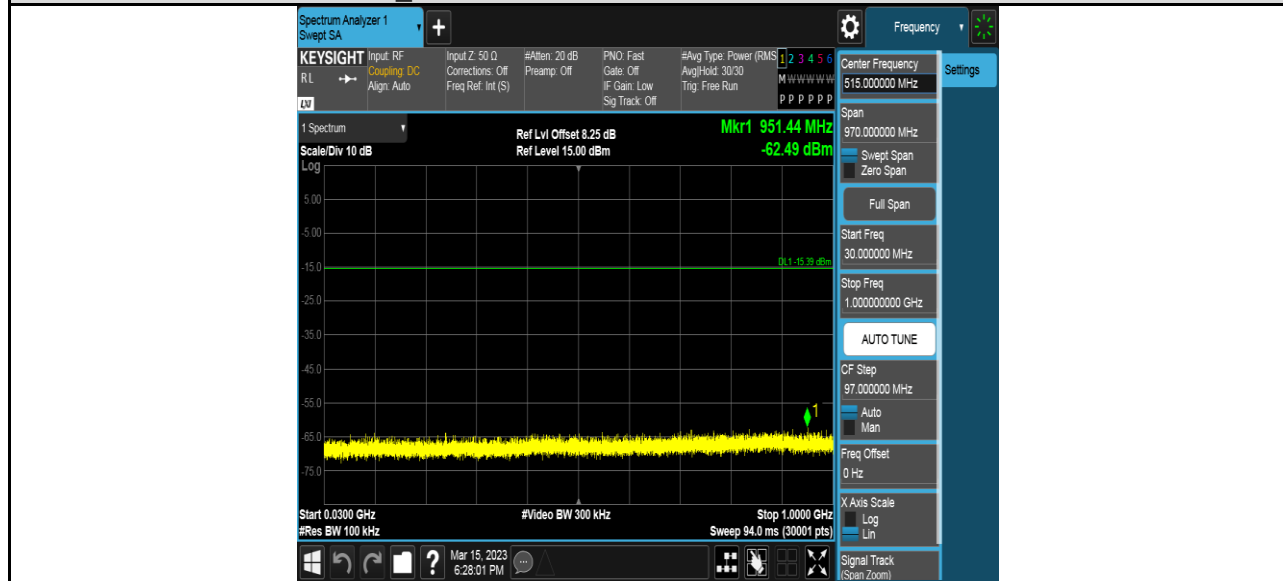 Spectrum Analyzer 1
Swept SA
+
Frequency
KEYSIGHT
RL
LXI
Input: RF
Coupling: DC
Align: Auto
Input Z: 50 Ω
Corrections: Off
Freq Ref: Int (S)
#Atten: 20 dB
Preamp: Off
PNO: Fast
Gate: Off
IF Gain: Low
Sig Track: Off
#Avg Type: Power (RMS
Avg|Hold: 30/30
Trig: Free Run
1 2 3 4 5 6
M W W W W W
P P P P P P
Center Frequency
515.000000 MHz
Settings
1 Spectrum
Scale/Div 10 dB
Ref Lvl Offset 8.25 dB
Ref Level 15.00 dBm
Mkr1 951.44 MHz
-62.49 dBm
Log
5.00
-5.00
-15.0
-25.0
-35.0
-45.0
-55.0
-65.0
-75.0
DL1 -15.39 dBm
1
Start 0.0300 GHz
#Res BW 100 kHz
#Video BW 300 kHz
Stop 1.0000 GHz
Sweep 94.0 ms (30001 pts)
Span
970.000000 MHz
Swept Span
Zero Span
Full Span
Start Freq
30.000000 MHz
Stop Freq
1.000000000 GHz
AUTO TUNE
CF Step
97.000000 MHz
Auto
Man
Freq Offset
0 Hz
X Axis Scale
Log
Lin
Signal Track
(Span Zoom)
?
Mar 15, 2023
6:28:01 PM